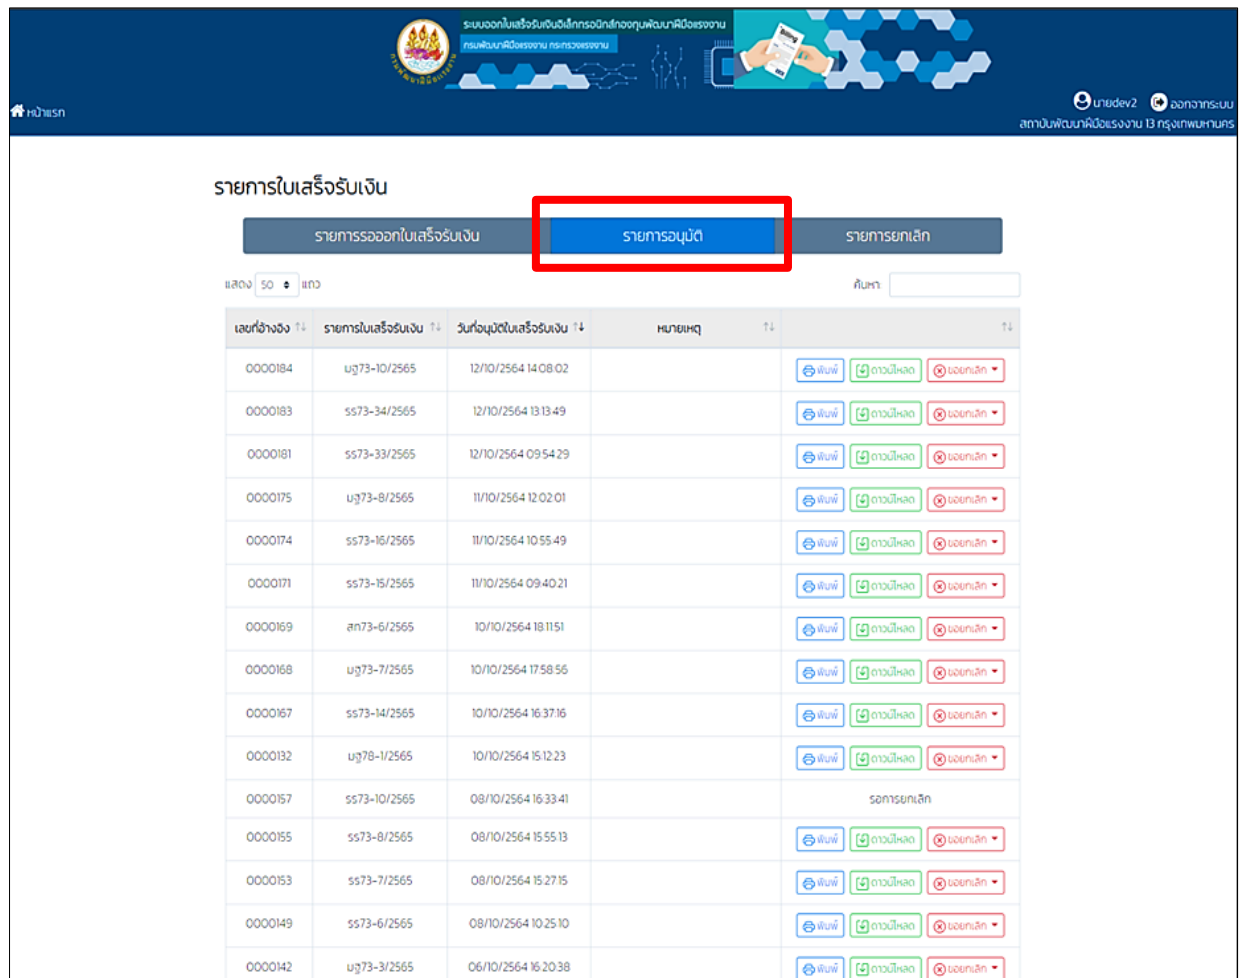 ระบบออกใบเสร็จรับเงินอิเล็กทรอนิกส์กองทุนพัฒนาฝีมือแรงงาน
กรมพัฒนาฝีมือแรงงาน กระทรวงแรงงาน
Billing
หน้าแรก
นายdev2 ออกจากระบบ
สถาบันพัฒนาฝีมือแรงงาน 13 กรุงเทพมหานคร
รายการใบเสร็จรับเงิน
รายการรอออกใบเสร็จรับเงิน รายการอนุมัติ รายการยกเลิก
แสดง 50 แถว ค้นหา:
เลขที่อ้างอิง รายการใบเสร็จรับเงิน วันที่อนุมัติใบเสร็จรับเงิน หมายเหตุ
0000184 มฐ73-10/2565 12/10/2564 14:08:02 พิมพ์ ดาวน์โหลด ขอยกเลิก
0000183 รร73-34/2565 12/10/2564 13:13:49 พิมพ์ ดาวน์โหลด ขอยกเลิก
0000181 รร73-33/2565 12/10/2564 09:54:29 พิมพ์ ดาวน์โหลด ขอยกเลิก
0000175 มฐ73-8/2565 11/10/2564 12:02:01 พิมพ์ ดาวน์โหลด ขอยกเลิก
0000174 รร73-16/2565 11/10/2564 10:55:49 พิมพ์ ดาวน์โหลด ขอยกเลิก
0000171 รร73-15/2565 11/10/2564 09:40:21 พิมพ์ ดาวน์โหลด ขอยกเลิก
0000169 สก73-6/2565 10/10/2564 18:11:51 พิมพ์ ดาวน์โหลด ขอยกเลิก
0000168 มฐ73-7/2565 10/10/2564 17:58:56 พิมพ์ ดาวน์โหลด ขอยกเลิก
0000167 รร73-14/2565 10/10/2564 16:37:16 พิมพ์ ดาวน์โหลด ขอยกเลิก
0000132 มฐ78-1/2565 10/10/2564 15:12:23 พิมพ์ ดาวน์โหลด ขอยกเลิก
0000157 รร73-10/2565 08/10/2564 16:33:41 รอการยกเลิก
0000155 รร73-8/2565 08/10/2564 15:55:13 พิมพ์ ดาวน์โหลด ขอยกเลิก
0000153 รร73-7/2565 08/10/2564 15:27:15 พิมพ์ ดาวน์โหลด ขอยกเลิก
0000149 รร73-6/2565 08/10/2564 10:25:10 พิมพ์ ดาวน์โหลด ขอยกเลิก
0000142 มฐ73-3/2565 06/10/2564 16:20:38 พิมพ์ ดาวน์โหลด ขอยกเลิก